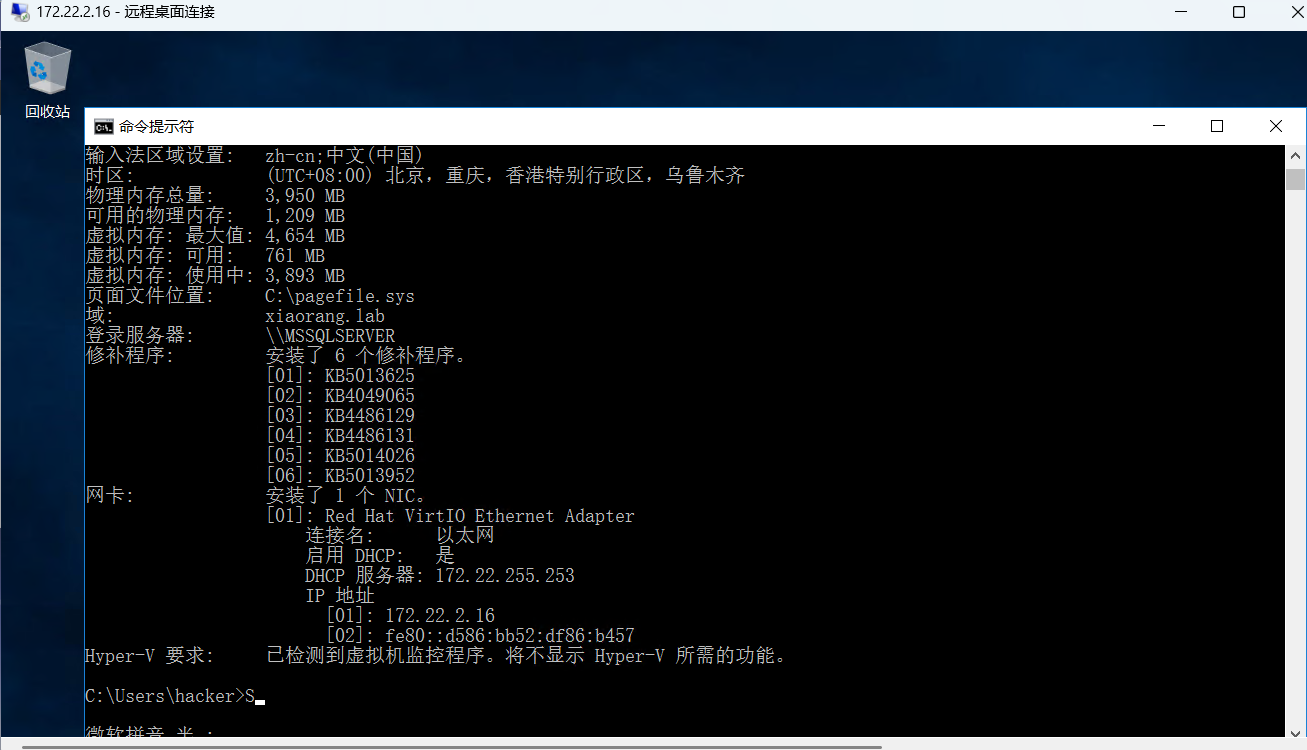 172.22.2.16 - 远程桌面连接
回收站
命令提示符
输入法区域设置: zh-cn;中文(中国)
时区: (UTC+08:00) 北京，重庆，香港特别行政区，乌鲁木齐
物理内存总量: 3,950 MB
可用的物理内存: 1,209 MB
虚拟内存: 最大值: 4,654 MB
虚拟内存: 可用: 761 MB
虚拟内存: 使用中: 3,893 MB
页面文件位置: C:\pagefile.sys
域: xiaorang.lab
登录服务器: \\MSSQLSERVER
修补程序: 安装了 6 个修补程序。
[01]: KB5013625
[02]: KB4049065
[03]: KB4486129
[04]: KB4486131
[05]: KB5014026
[06]: KB5013952
网卡: 安装了 1 个 NIC。
[01]: Red Hat VirtIO Ethernet Adapter
连接名: 以太网
启用 DHCP: 是
DHCP 服务器: 172.22.255.253
IP 地址
[01]: 172.22.2.16
[02]: fe80::d586:bb52:df86:b457
Hyper-V 要求: 已检测到虚拟机监控程序。将不显示 Hyper-V 所需的功能。
C:\Users\hacker>S
微软拼音 半 :